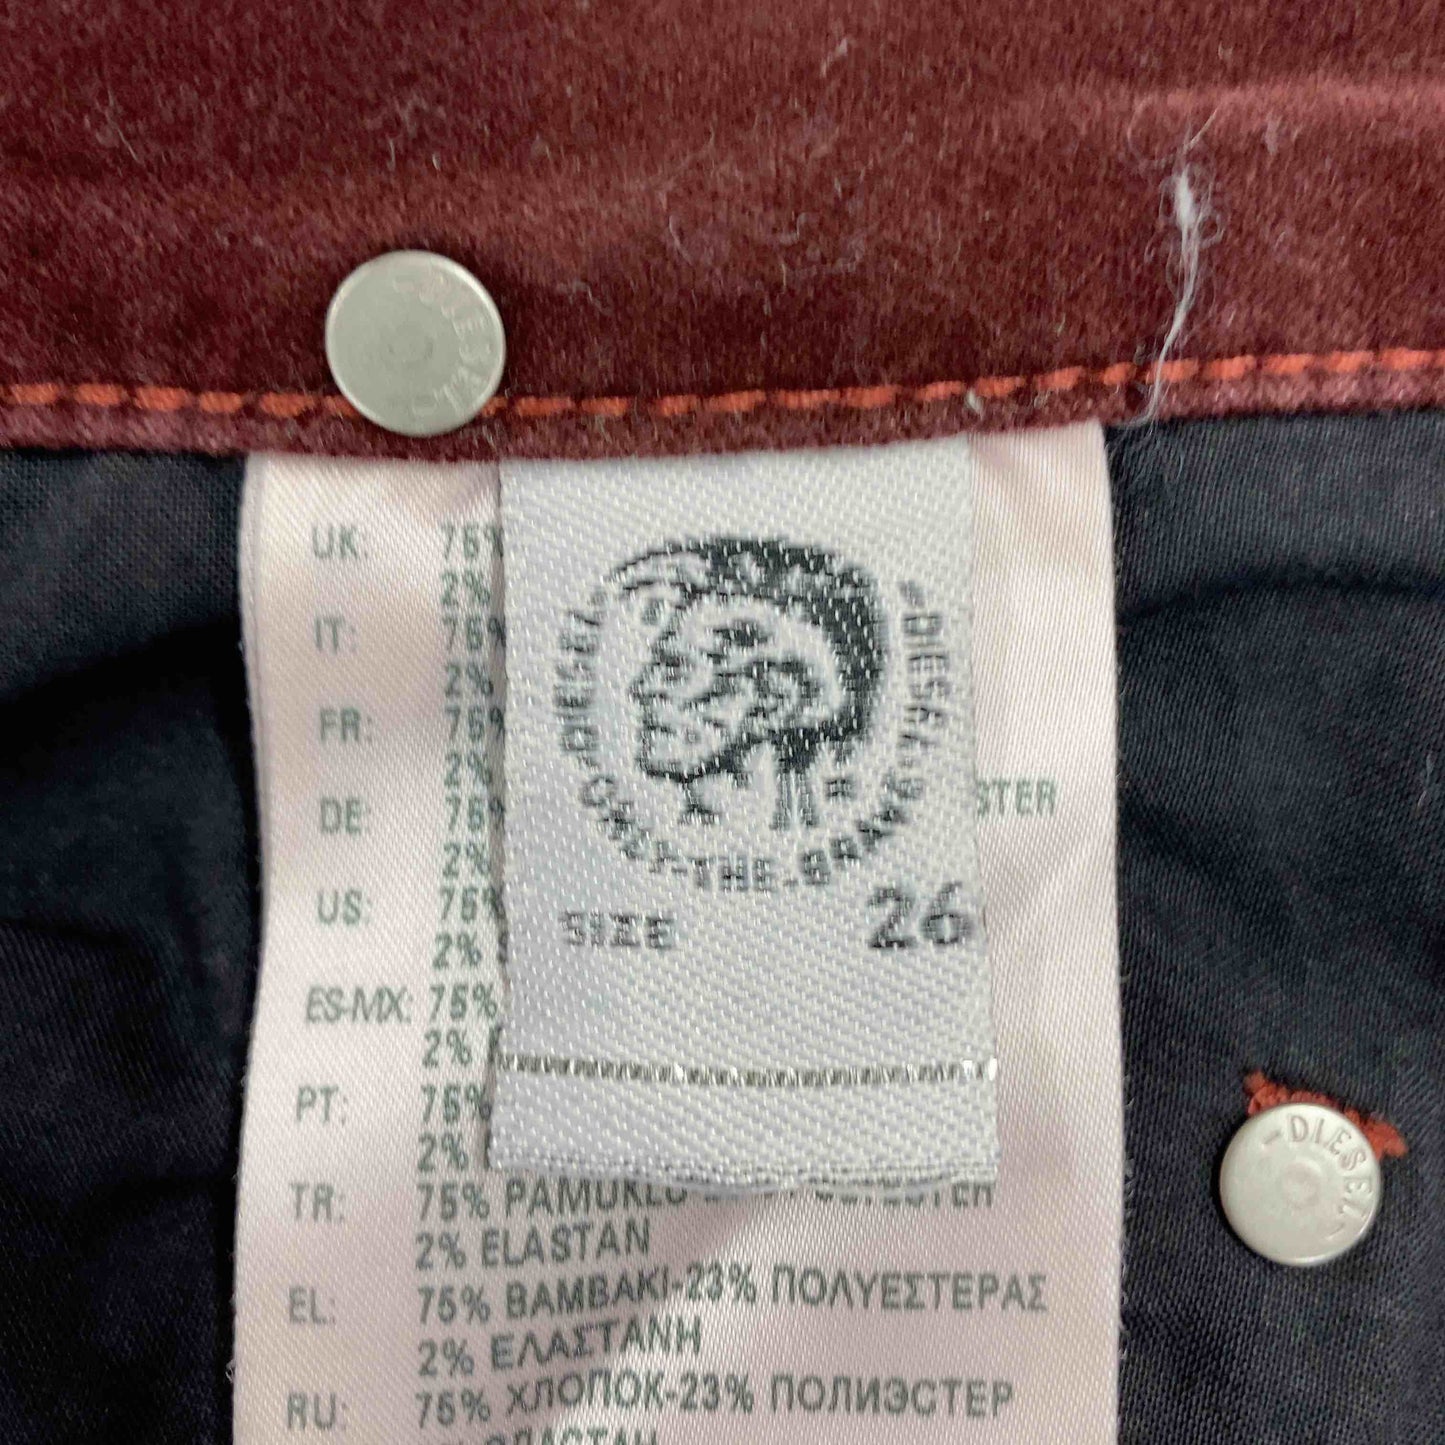 DIESEL
-DIESEL-
-DIESEL-
ONLY-THE-BRAVE
R
SIZE 26
UK: 75%
2%
IT: 75%
2%
FR: 75%
2%
DE: 75% STER
2%
US: 75%
2%
ES-MX: 75%
2%
PT: 75%
2%
TR: 75% PAMUKLU
2% ELASTAN
EL: 75% ΒΑΜΒΑΚΙ-23% ΠΟΛΥΕΣΤΕΡΑΣ
2% ΕΛΑΣΤΑΝΗ
RU: 75% ХЛОПОК-23% ПОЛИЭСТЕР
ЭЛАСТАН
-DIESEL-